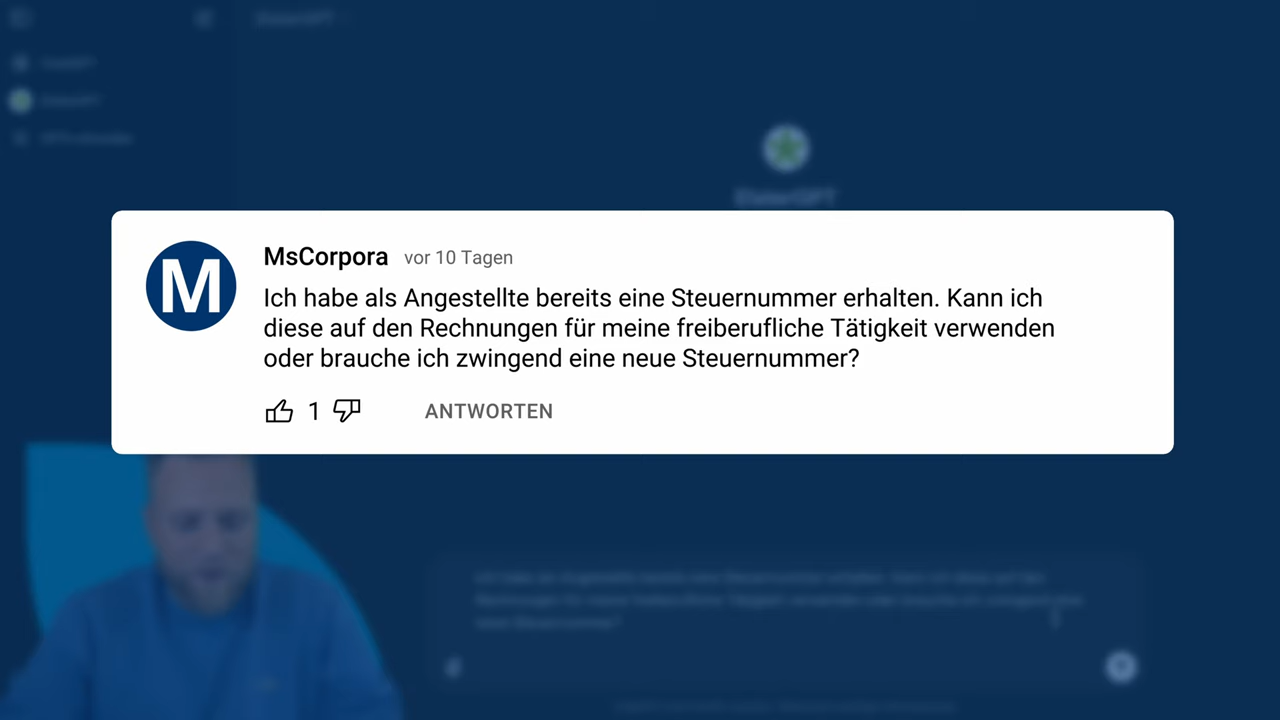 ElsterGPT
M
MsCorpora vor 10 Tagen
Ich habe als Angestellte bereits eine Steuernummer erhalten. Kann ich
diese auf den Rechnungen für meine freiberufliche Tätigkeit verwenden
oder brauche ich zwingend eine neue Steuernummer?
1 ANTWORTEN